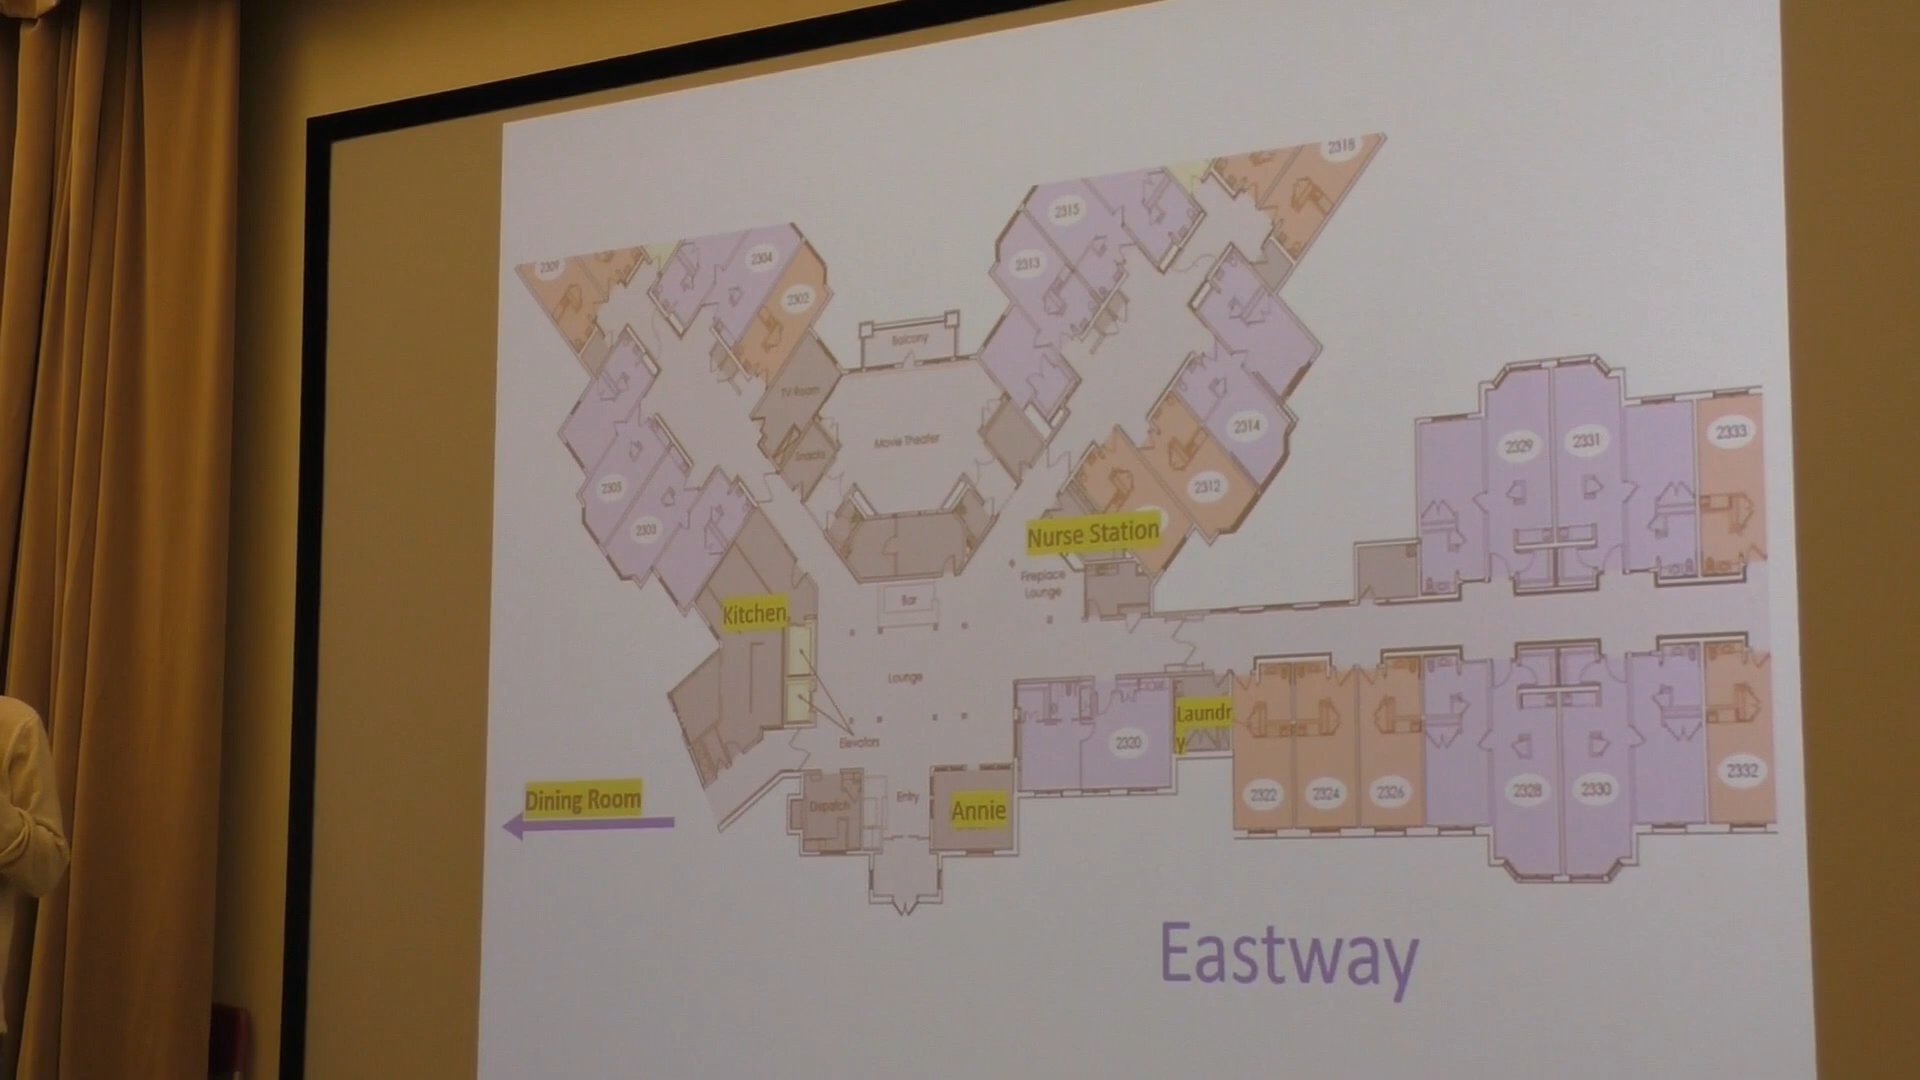 2318
2315
2304
2309
2313
2302
Balcony
TV Room
2314
Movie Theater
2329
2331
2333
Snacks
2305
2312
2303
Nurse Station
Fireplace
Lounge
Bar
Kitchen
Lounge
Laundr
y
Elevators
2320
2322
2324
2326
2328
2330
2332
Dining Room
Dispatch
Entry
Annie
Eastway